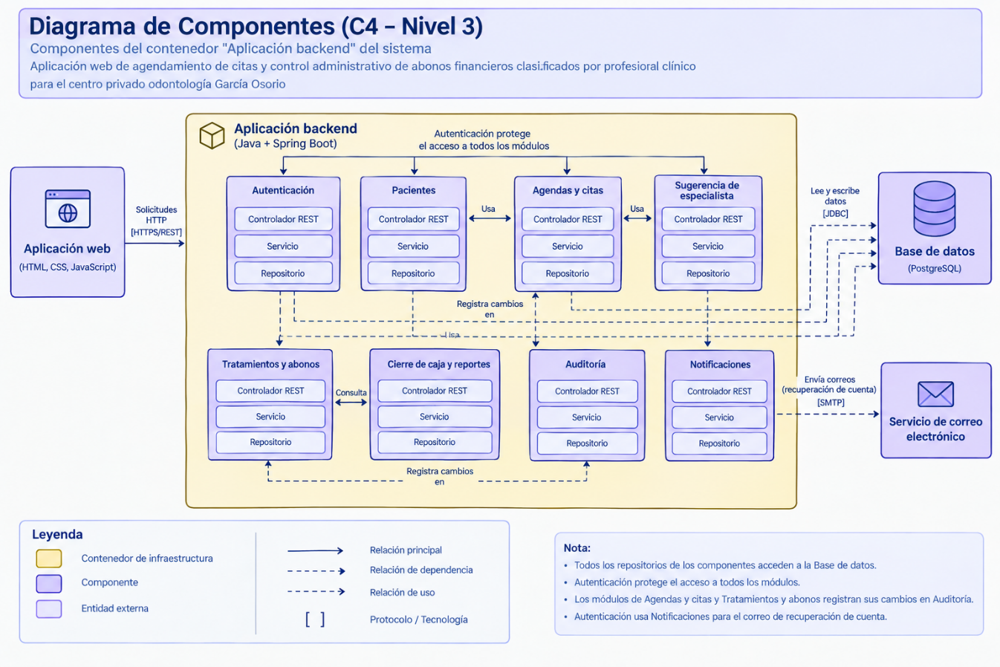 Diagrama de Componentes (C4 – Nivel 3)
Componentes del contenedor "Aplicación backend" del sistema
Aplicación web de agendamiento de citas y control administrativo de abonos financieros clasi.ficados por profesioral clínico
para el centro privado odontología García Osorio
Aplicación backend
(Java + Spring Boot)
Autenticación protege
el acceso a todos los módulos
Aplicación web
(HTML, CSS, JavaScript)
Solicitudes
HTTP
[HTTPS/REST]
Autenticación
Controlador REST
Servicio
Repositorio
Pacientes
Controlador REST
Servicio
Repositorio
Usa
Agendas y citas
Controlador REST
Servicio
Repositorio
Usa
Sugerencia de
especialista
Controlador REST
Servicio
Repositorio
Lee y escribe
datos
[JDBC]
Base de datos
(PostgreSQL)
Registra cambios
en
Usa
Tratamientos y abonos
Controlador REST
Servicio
Repositorio
Consulta
Cierre de caja y reportes
Controlador REST
Servicio
Repositorio
Auditoría
Controlador REST
Servicio
Repositorio
Notificaciones
Controlador REST
Servicio
Repositorio
Envía correos
(recuperación de cuenta)
[SMTP]
Servicio de correo
electrónico
Registra cambios
en
Leyenda
Contenedor de infraestructura
Componente
Entidad externa
Relación principal
Relación de dependencia
Relación de uso
[ ] Protocolo / Tecnología
Nota:
• Todos los repositorios de los componentes acceden a la Base de datos.
• Autenticación protege el acceso a todos los módulos.
• Los módulos de Agendas y citas y Tratamientos y abonos registran sus cambios en Auditoría.
• Autenticación usa Notificaciones para el correo de recuperación de cuenta.